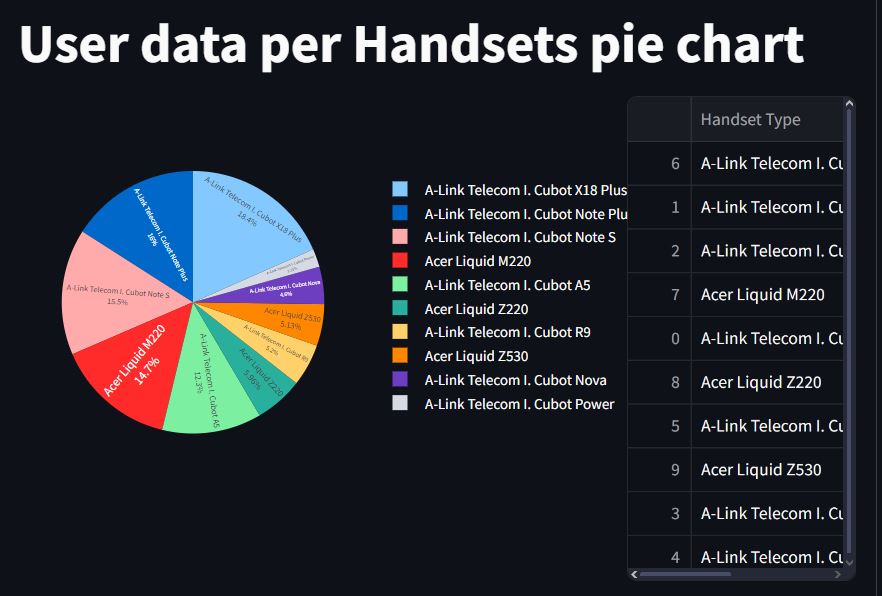 User data per Handsets pie chart
A-Link Telecom I. Cubot X18 Plus
18.4%
A-Link Telecom I. Cubot Note Plus
16%
A-Link Telecom I. Cubot Note S
15.5%
Acer Liquid M220
14.7%
A-Link Telecom I. Cubot A5
12.3%
Acer Liquid Z220
5.96%
A-Link Telecom I. Cubot R9
5.2%
Acer Liquid Z530
5.13%
A-Link Telecom I. Cubot Nova
4.6%
A-Link Telecom I. Cubot Power
A-Link Telecom I. Cubot X18 Plus
A-Link Telecom I. Cubot Note Plu
A-Link Telecom I. Cubot Note S
Acer Liquid M220
A-Link Telecom I. Cubot A5
Acer Liquid Z220
A-Link Telecom I. Cubot R9
Acer Liquid Z530
A-Link Telecom I. Cubot Nova
A-Link Telecom I. Cubot Power
Handset Type
6 A-Link Telecom I. Cu
1 A-Link Telecom I. Cu
2 A-Link Telecom I. Cu
7 Acer Liquid M220
0 A-Link Telecom I. Cu
8 Acer Liquid Z220
5 A-Link Telecom I. Cu
9 Acer Liquid Z530
3 A-Link Telecom I. Cu
4 A-Link Telecom I. Cu